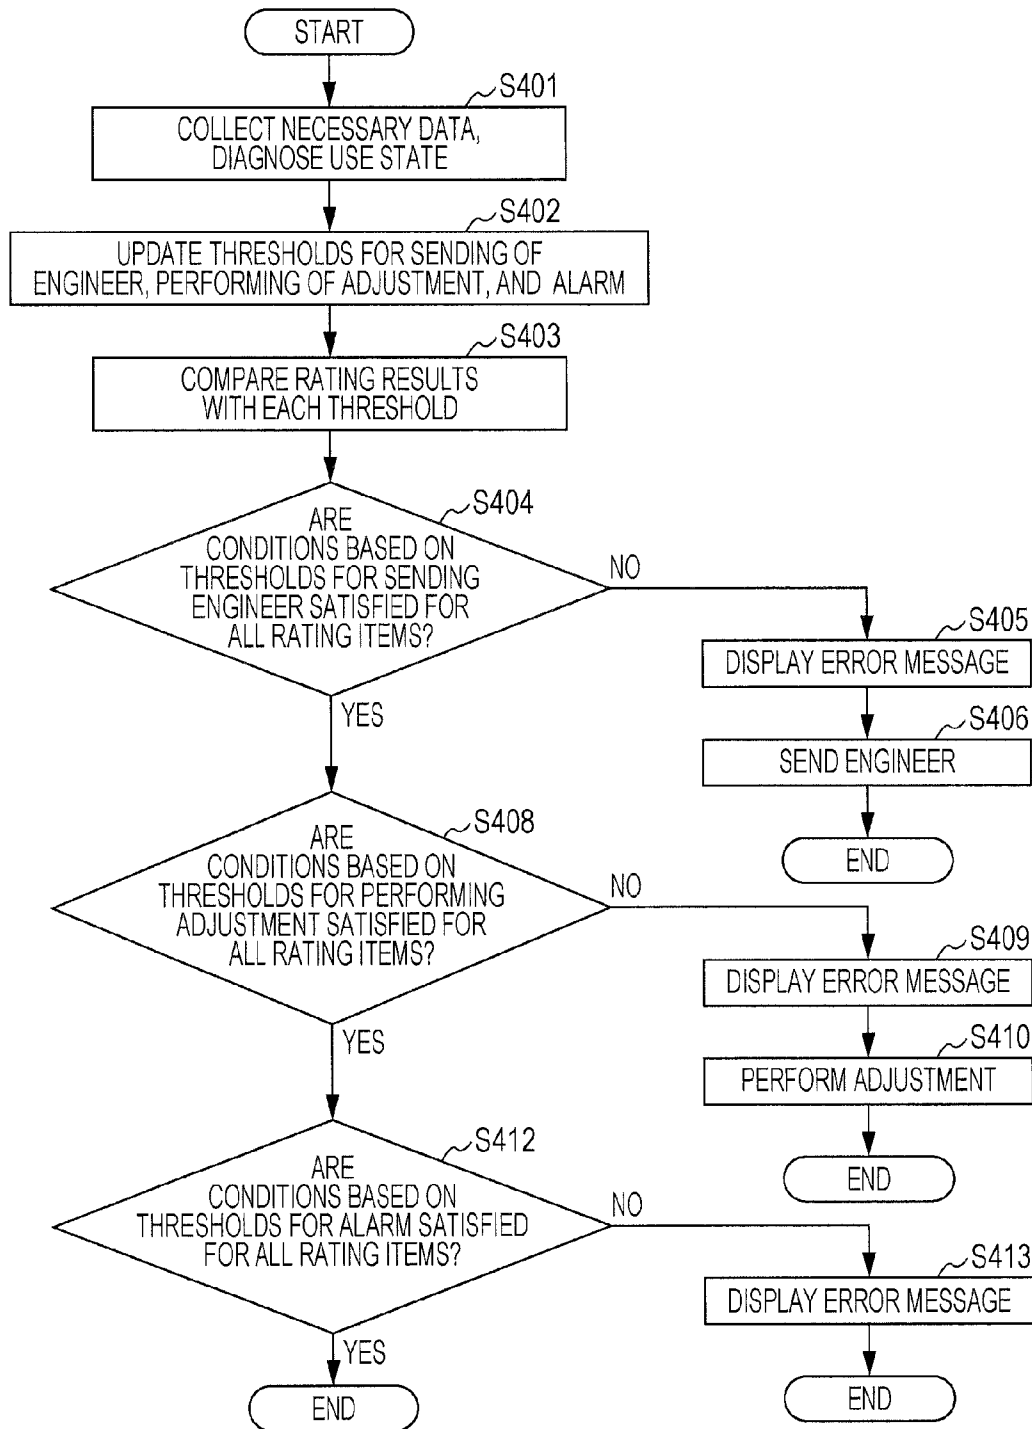 START
S401
COLLECT NECESSARY DATA,
DIAGNOSE USE STATE
S402
UPDATE THRESHOLDS FOR SENDING OF
ENGINEER, PERFORMING OF ADJUSTMENT, AND ALARM
S403
COMPARE RATING RESULTS
WITH EACH THRESHOLD
S404
ARE
CONDITIONS BASED ON
THRESHOLDS FOR SENDING
ENGINEER SATISFIED FOR
ALL RATING ITEMS?
NO
S405
DISPLAY ERROR MESSAGE
S406
SEND ENGINEER
END
YES
S408
ARE
CONDITIONS BASED ON
THRESHOLDS FOR PERFORMING
ADJUSTMENT SATISFIED FOR
ALL RATING ITEMS?
NO
S409
DISPLAY ERROR MESSAGE
S410
PERFORM ADJUSTMENT
END
YES
S412
ARE
CONDITIONS BASED ON
THRESHOLDS FOR ALARM SATISFIED
FOR ALL RATING ITEMS?
NO
S413
DISPLAY ERROR MESSAGE
END
YES
END